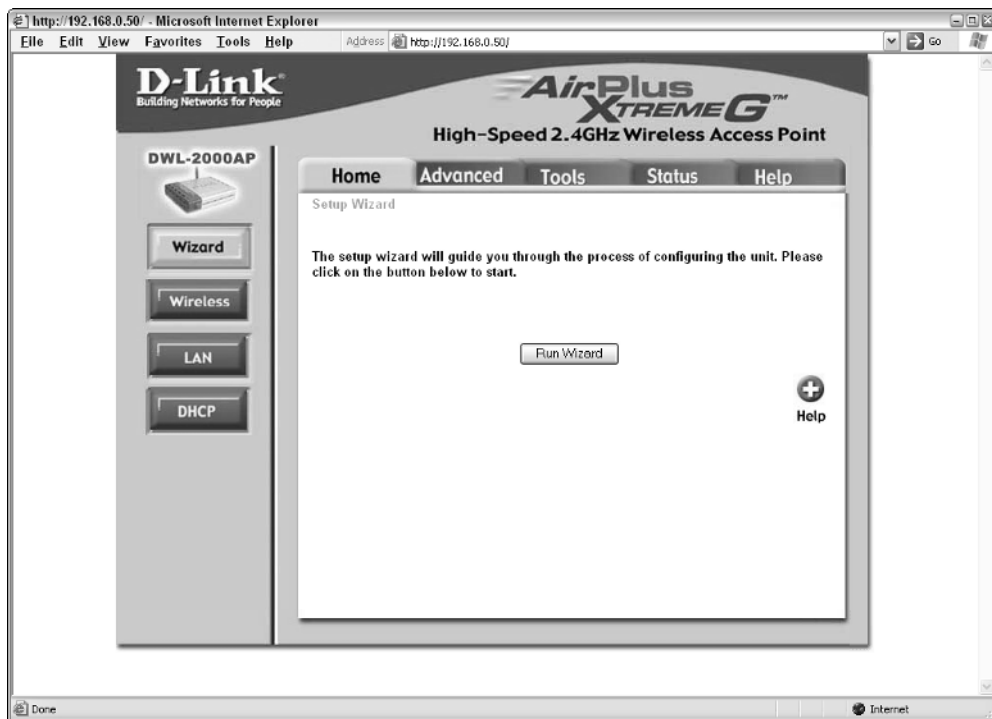 http://192.168.0.50/ - Microsoft Internet Explorer
File Edit View Favorites Tools Help Address http://192.168.0.50/ Go
D-Link
Building Networks for People
AirPlus
XTREME G™
High-Speed 2.4GHz Wireless Access Point
DWL-2000AP
Home Advanced Tools Status Help
Setup Wizard
Wizard
The setup wizard will guide you through the process of configuring the unit. Please
click on the button below to start.
Wireless
Run Wizard
LAN
DHCP
Help
Done Internet